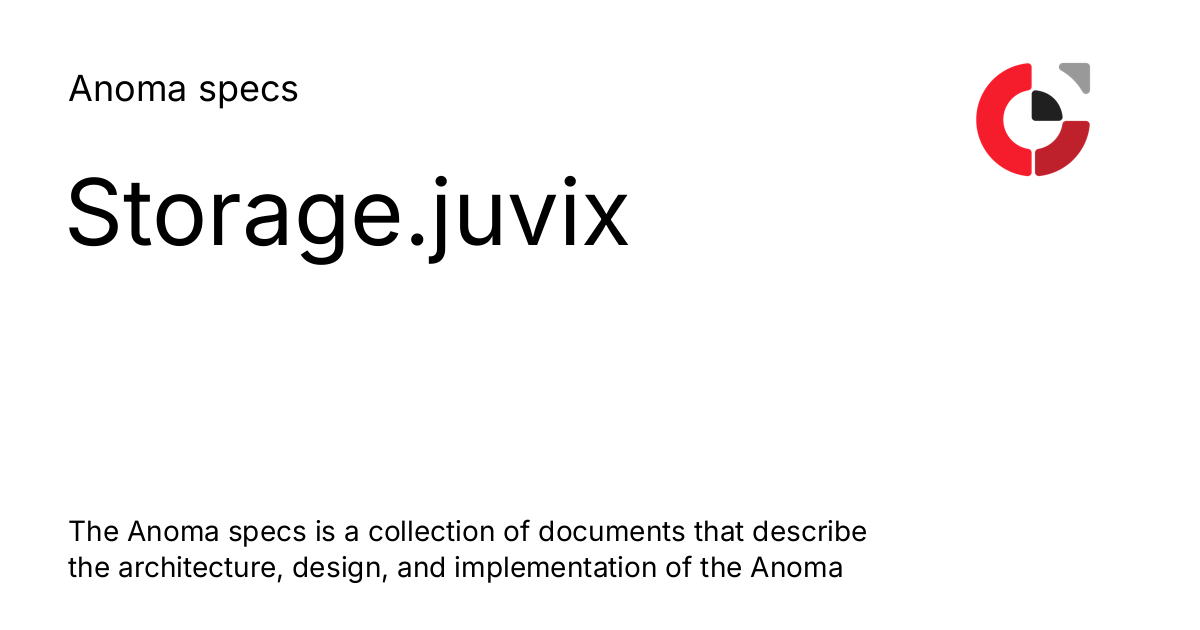 Anoma specs
Storage.juvix
The Anoma specs is a collection of documents that describe
the architecture, design, and implementation of the Anoma